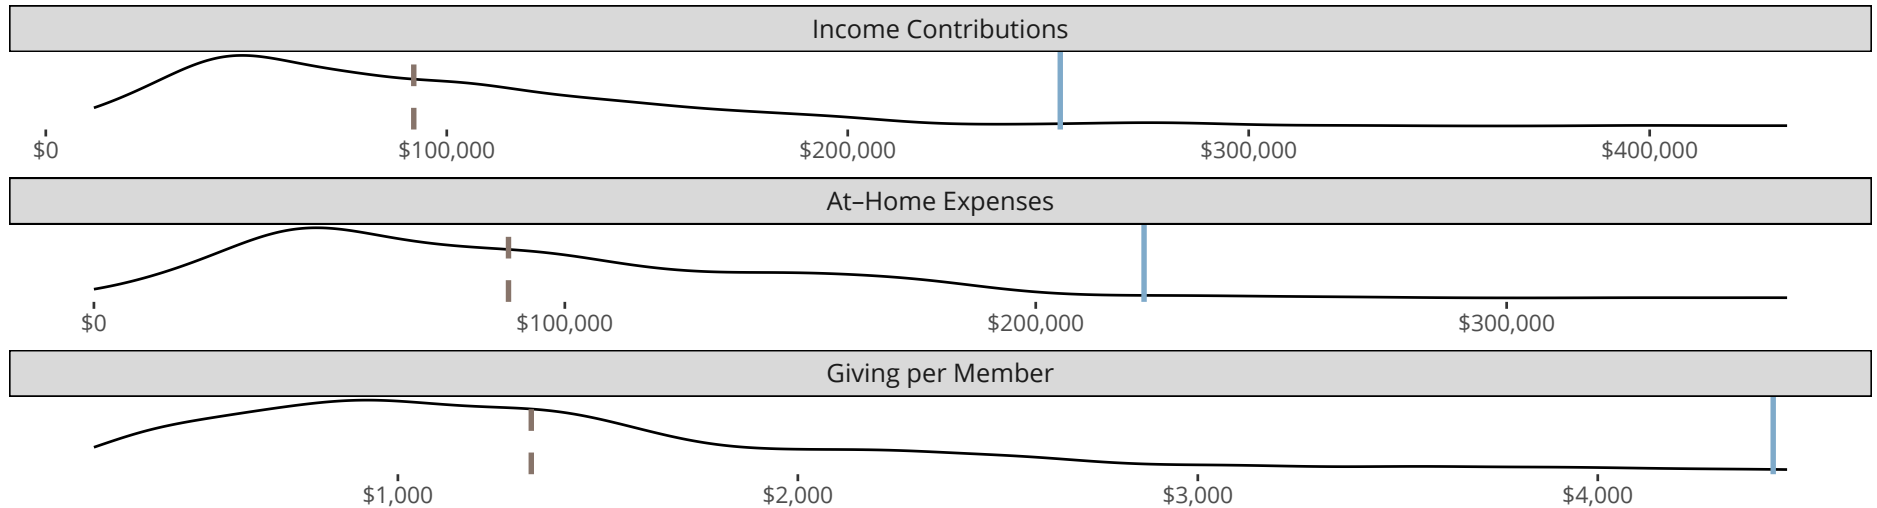 Income Contributions
$0 $100,000 $200,000 $300,000 $400,000
At–Home Expenses
$0 $100,000 $200,000 $300,000
Giving per Member
$1,000 $2,000 $3,000 $4,000